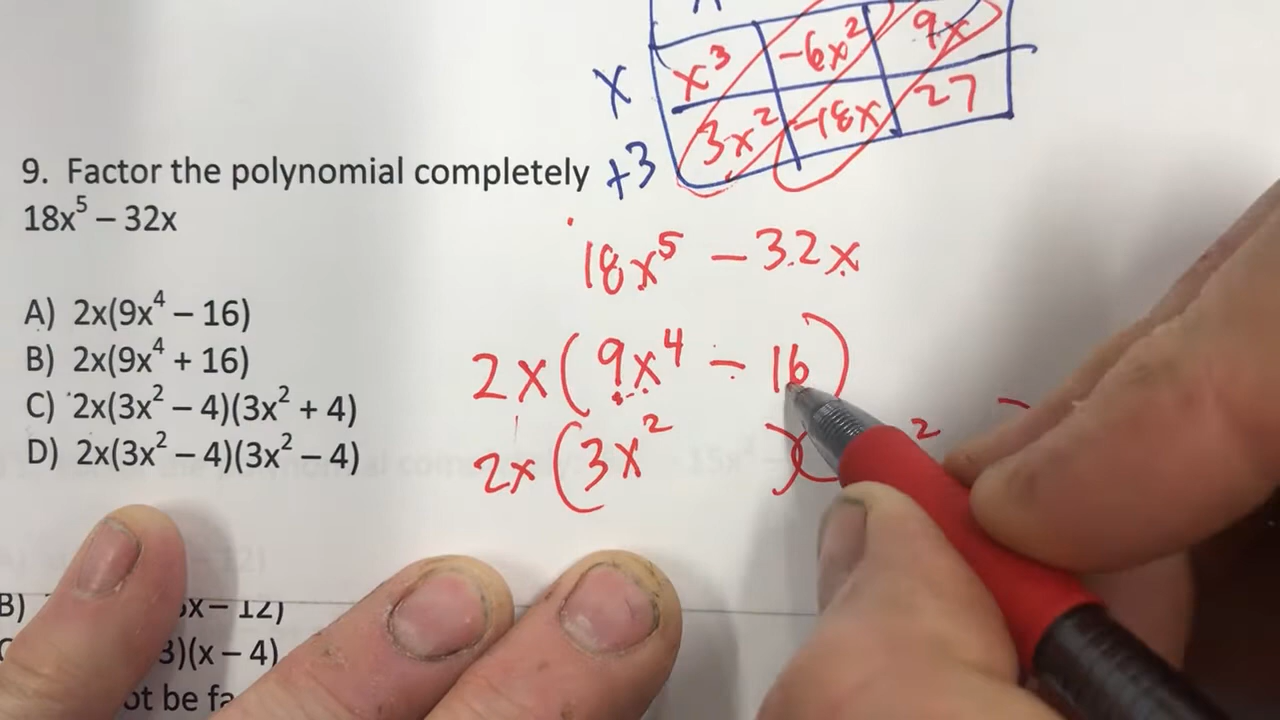 x³ -6x² 9x
x
3x² -18x 27
+3
9. Factor the polynomial completely
18x⁵ – 32x
18x⁵ - 32x
A) 2x(9x⁴ – 16)
B) 2x(9x⁴ + 16)
C) 2x(3x² – 4)(3x² + 4)
D) 2x(3x² – 4)(3x² – 4)
2x(9x⁴ - 16)
2x(3x² )( ²
B) x – 12)
3)(x – 4)
ot be fa